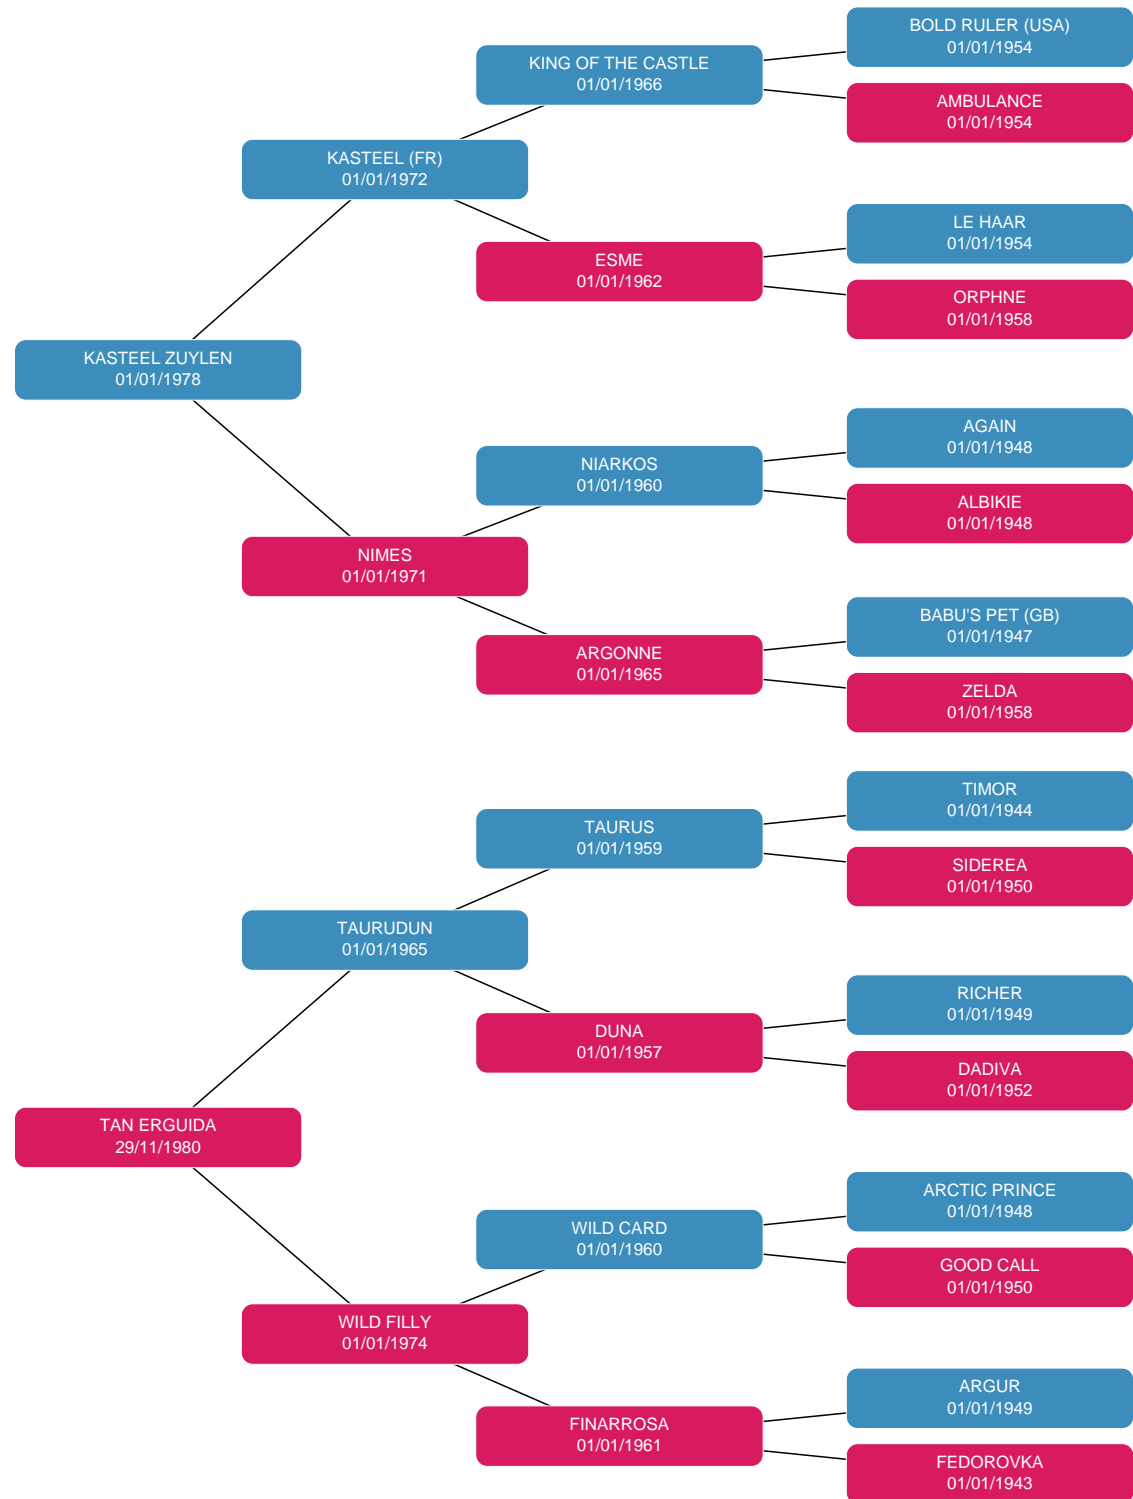 BOLD RULER (USA)
01/01/1954
KING OF THE CASTLE
01/01/1966
AMBULANCE
01/01/1954
KASTEEL (FR)
01/01/1972
LE HAAR
01/01/1954
ESME
01/01/1962
ORPHNE
01/01/1958
KASTEEL ZUYLEN
01/01/1978
AGAIN
01/01/1948
NIARKOS
01/01/1960
ALBIKIE
01/01/1948
NIMES
01/01/1971
BABU'S PET (GB)
01/01/1947
ARGONNE
01/01/1965
ZELDA
01/01/1958
TIMOR
01/01/1944
TAURUS
01/01/1959
SIDEREA
01/01/1950
TAURUDUN
01/01/1965
RICHER
01/01/1949
DUNA
01/01/1957
DADIVA
01/01/1952
TAN ERGUIDA
29/11/1980
ARCTIC PRINCE
01/01/1948
WILD CARD
01/01/1960
GOOD CALL
01/01/1950
WILD FILLY
01/01/1974
ARGUR
01/01/1949
FINARROSA
01/01/1961
FEDOROVKA
01/01/1943